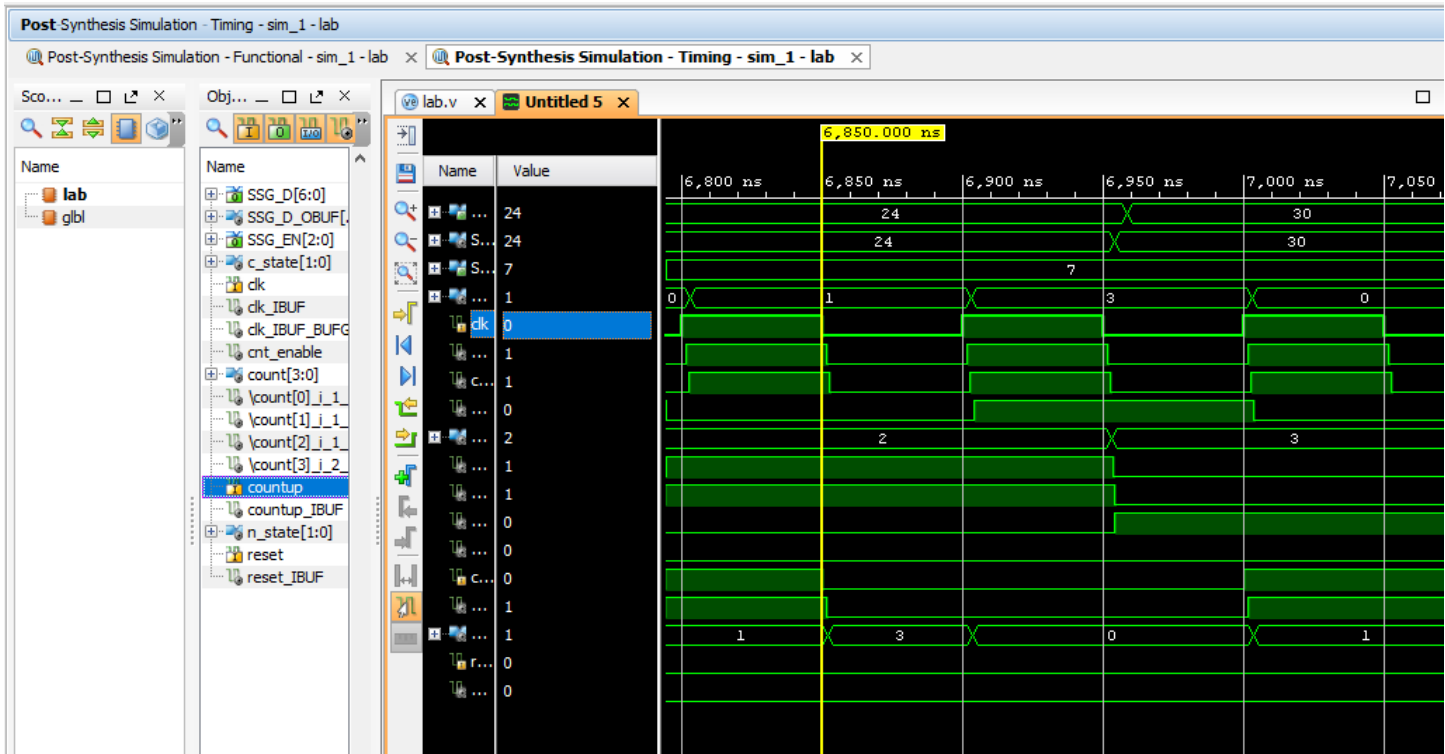 Post-Synthesis Simulation - Timing - sim_1 - lab
Post-Synthesis Simulation - Functional - sim_1 - lab
Post-Synthesis Simulation - Timing - sim_1 - lab
Sco...
Name
lab
glbl
Obj...
Name
SSG_D[6:0]
SSG_D_OBUF[.
SSG_EN[2:0]
c_state[1:0]
clk
clk_IBUF
clk_IBUF_BUFG
cnt_enable
count[3:0]
\count[0]_i_1_
\count[1]_i_1_
\count[2]_i_1_
\count[3]_i_2_
countup
countup_IBUF
n_state[1:0]
reset
reset_IBUF
lab.v
Untitled 5
6,850.000 ns
Name Value
6,800 ns 6,850 ns 6,900 ns 6,950 ns 7,000 ns 7,050
... 24 24 30
S... 24 24 30
S... 7 7
... 1 0 1 3 0
clk 0
... 1
c... 1
... 0
... 2 2 3
... 1
... 1
... 0
... 0
c... 0
... 1
... 1 1 3 0 1
r... 0
... 0